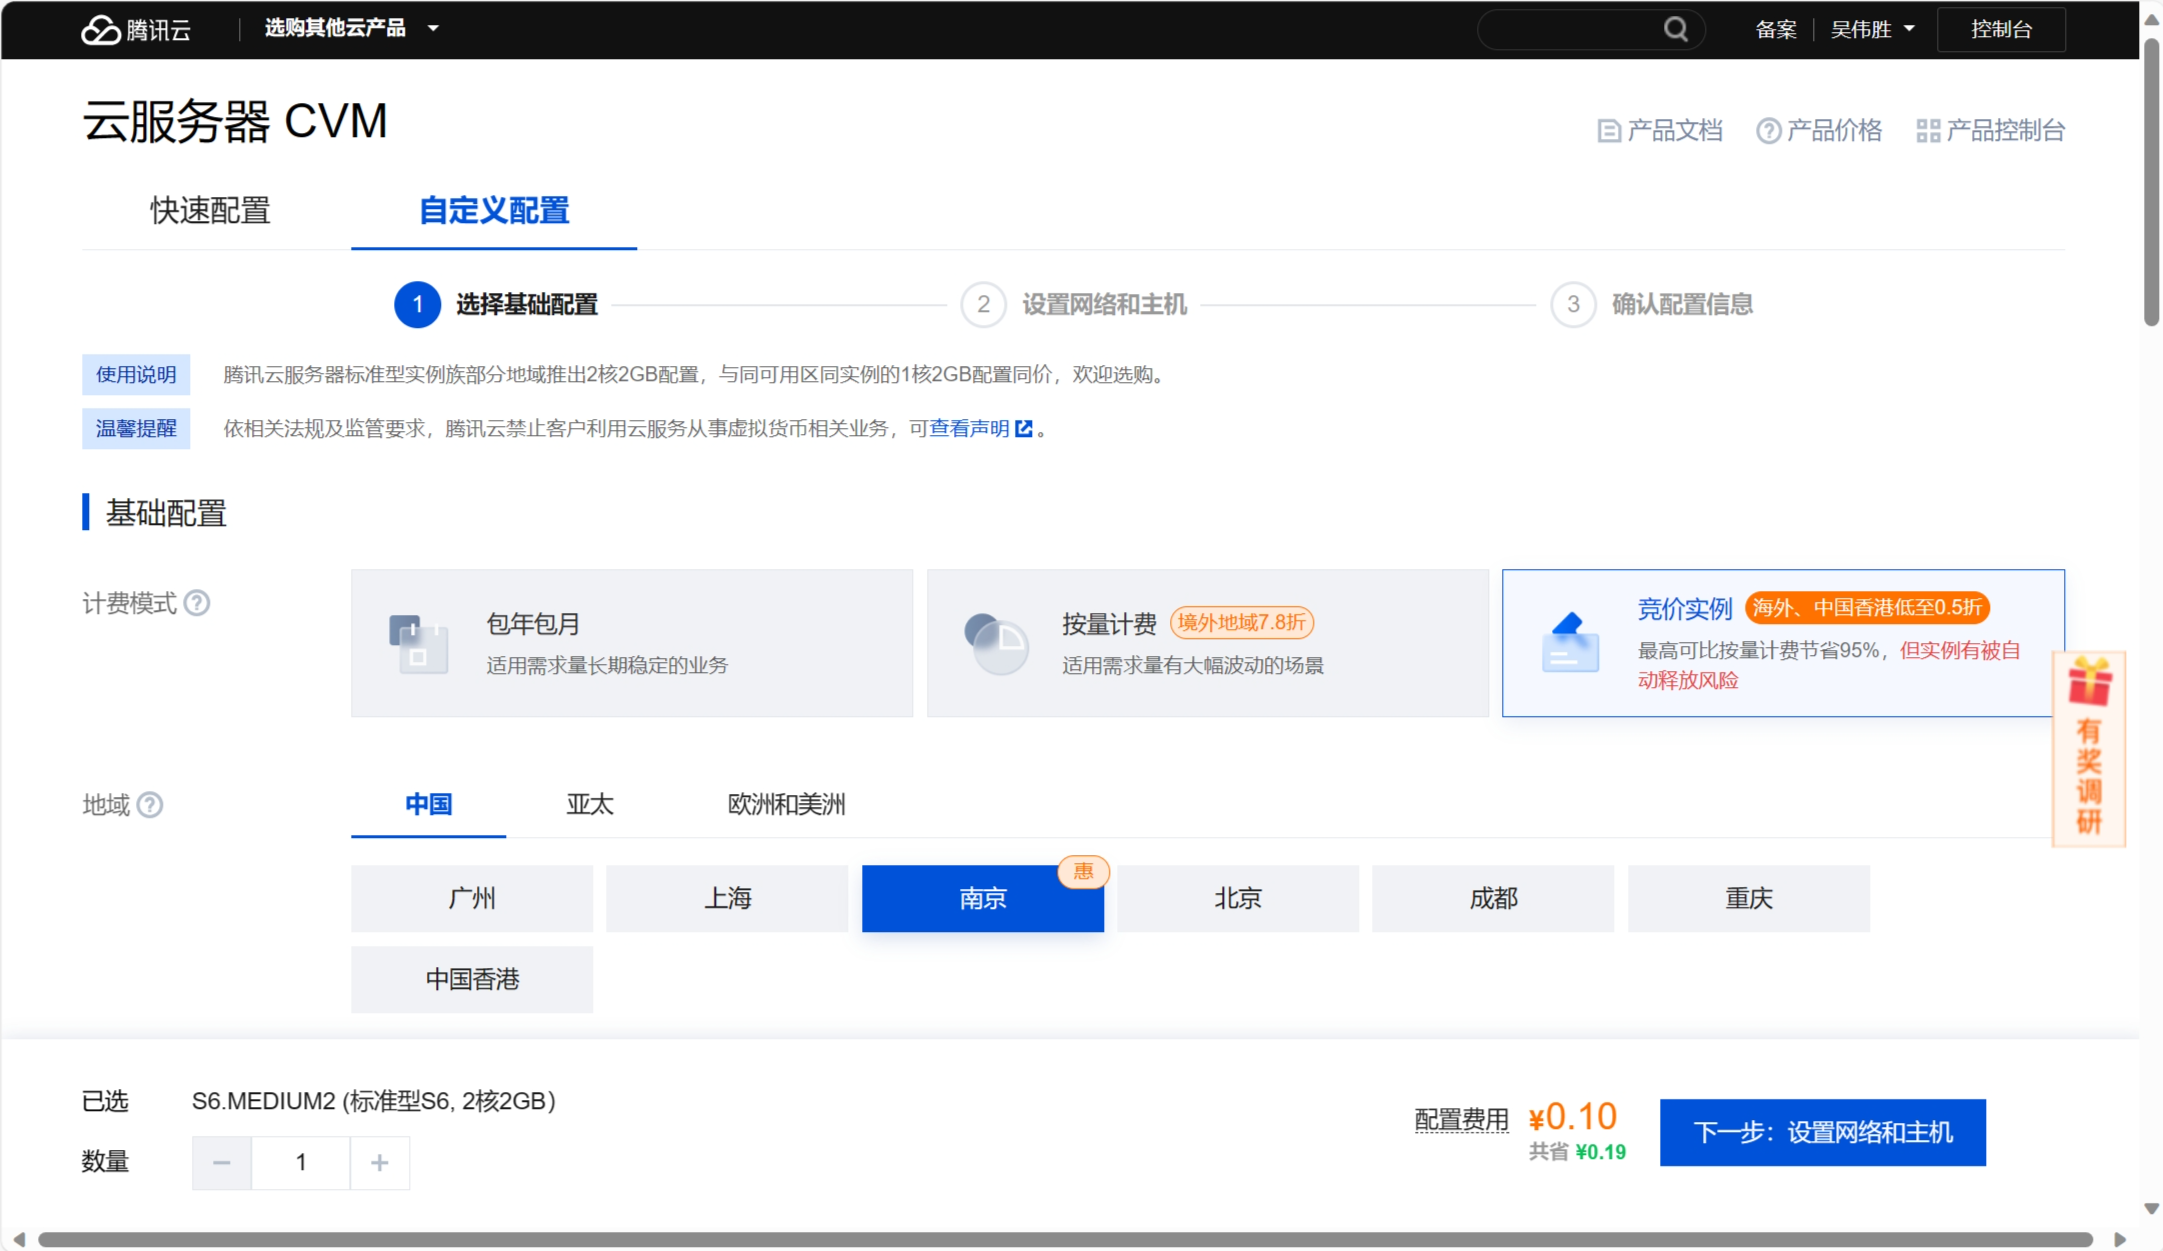 腾讯云
选购其他云产品
备案
吴伟胜
控制台
云服务器 CVM
产品文档
产品价格
产品控制台
快速配置
自定义配置
1 选择基础配置
2 设置网络和主机
3 确认配置信息
使用说明
腾讯云服务器标准型实例族部分地域推出2核2GB配置，与同可用区同实例的1核2GB配置同价，欢迎选购。
温馨提醒
依相关法规及监管要求，腾讯云禁止客户利用云服务从事虚拟货币相关业务，可查看声明。
基础配置
计费模式
包年包月
适用需求量长期稳定的业务
按量计费 境外地域7.8折
适用需求量有大幅波动的场景
竞价实例 海外、中国香港低至0.5折
最高可比按量计费节省95%，但实例有被自
动释放风险
有奖调研
地域
中国
亚太
欧洲和美洲
广州
上海
南京
惠
北京
成都
重庆
中国香港
已选
S6.MEDIUM2 (标准型S6, 2核2GB)
数量
1
配置费用 ¥0.10
共省 ¥0.19
下一步：设置网络和主机